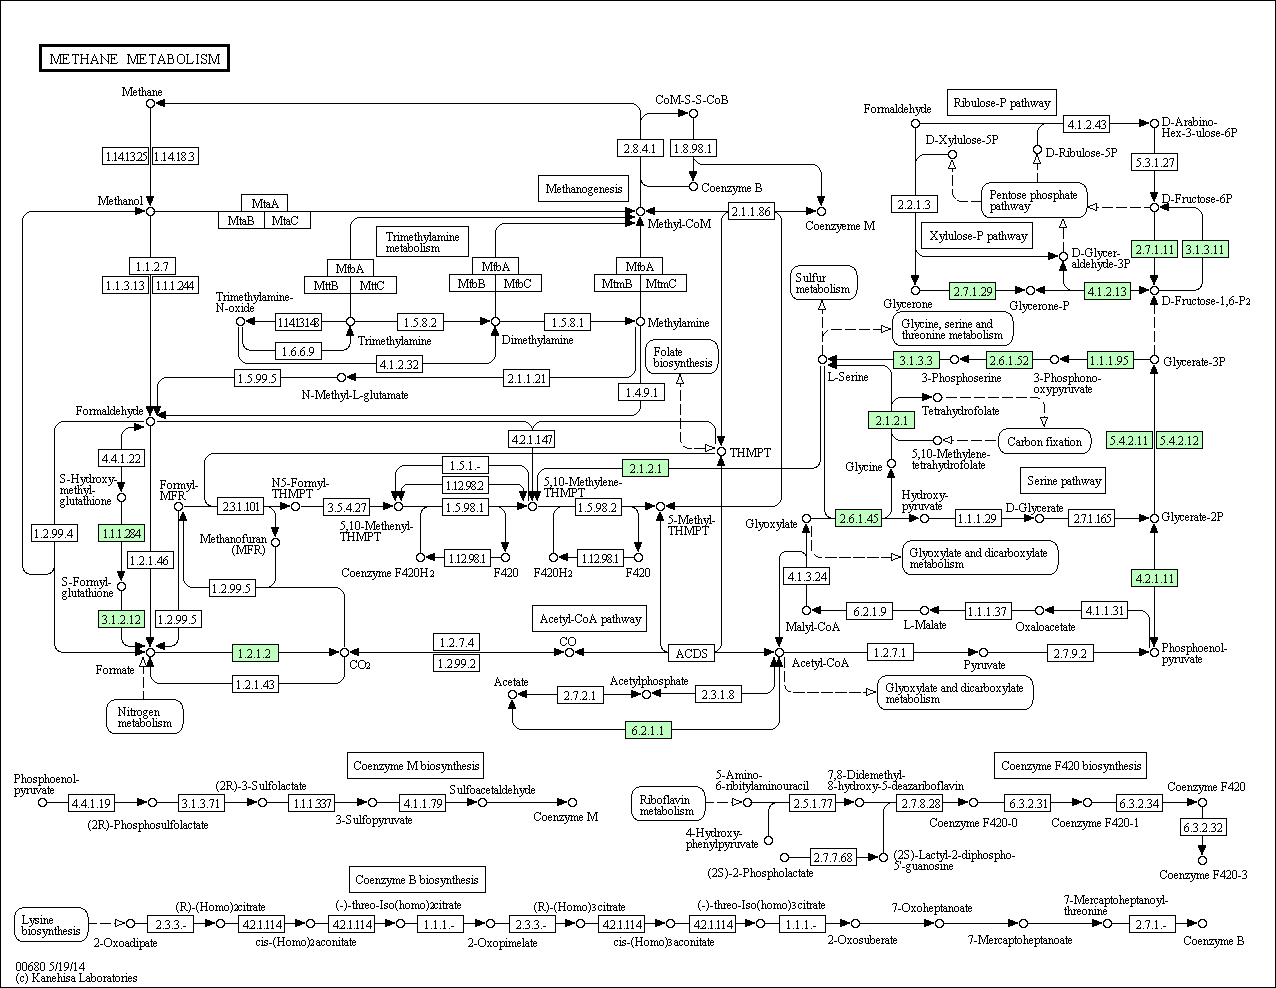 METHANE METABOLISM
Methane
CoM-S-S-CoB
Formaldehyde
Ribulose-P pathway
4.1.2.43
D-Arabino-
Hex-3-ulose-6P
1.14.13.25
1.14.18.3
2.8.4.1
1.8.98.1
D-Xylulose-5P
D-Ribulose-5P
5.3.1.27
Methanogenesis
Coenzyme B
Methanol
MtaA
MtaB
MtaC
2.1.1.86
2.2.1.3
Pentose phosphate
pathway
D-Fructose-6P
Methyl-CoM
Coenzyeme M
Trimethylamine
metabolism
Xylulose-P pathway
2.7.1.11
3.1.3.11
1.1.2.7
1.1.3.13
1.1.1.244
MtbA
MttB
MttC
MtbA
MfbB
MfbC
MtbA
MtmB
MtmC
Sulfur
metabolism
D-Glycer-
aldehyde-3P
Trimethylamine-
N-oxide
Glycerone
2.7.1.29
Glycerone-P
4.1.2.13
D-Fructose-1,6-P2
1.14.13.148
1.5.8.2
1.5.8.1
Methylamine
Glycine, serine and
threonine metabolism
1.6.6.9
Trimethylamine
Dimethylamine
Folate
biosynthesis
4.1.2.32
3.1.3.3
2.6.1.52
1.1.1.95
Glycerate-3P
1.5.99.5
2.1.1.21
L-Serine
3-Phosphoserine
3-Phosphono-
oxypyruvate
N-Methyl-L-glutamate
1.4.9.1
Formaldehyde
Tetrahydrofolate
2.1.2.1
4.2.1.147
THMPT
Carbon fixation
5.4.2.11
5.4.2.12
4.4.1.22
5,10-Methylene-
tetrahydrofolate
Glycine
1.5.1.-
2.1.2.1
S-Hydroxy-
methyl-
glutathione
Formyl-
MFR
N5-Formyl-
THMPT
1.12.98.2
5,10-Methylene-
THMPT
Serine pathway
Hydroxy-
pyruvate
D-Glycerate
2.3.1.101
3.5.4.27
1.5.98.1
1.5.98.2
5,10-Methenyl-
THMPT
5-Methyl-
THMPT
Glyoxylate
2.6.1.45
1.1.1.29
2.7.1.165
Glycerate-2P
1.2.99.4
1.1.1.284
Methanofuran
(MFR)
1.2.1.46
1.12.98.1
1.12.98.1
Coenzyme F420H2
F420
F420H2
F420
Glyoxylate and dicarboxylate
metabolism
S-Formyl-
glutathione
1.2.99.5
4.1.3.24
4.2.1.11
3.1.2.12
1.2.99.5
Acetyl-CoA pathway
6.2.1.9
1.1.1.37
4.1.1.31
Malyl-CoA
L-Malate
Oxaloacetate
1.2.7.4
CO
1.2.1.2
CO2
1.2.99.2
ACDS
Acetyl-CoA
1.2.7.1
Pyruvate
2.7.9.2
Phosphoenol-
pyruvate
Formate
1.2.1.43
Acetate
2.7.2.1
Acetylphosphate
2.3.1.8
Glyoxylate and dicarboxylate
metabolism
Nitrogen
metabolism
6.2.1.1
Coenzyme M biosynthesis
Coenzyme F420 biosynthesis
Phosphoenol-
pyruvate
(2R)-3-Sulfolactate
Sulfoacetaldehyde
5-Amino-
6-ribitylaminouracil
7,8-Didemethyl-
8-hydroxy-5-deazariboflavin
Coenzyme F420
4.4.1.19
3.1.3.71
1.1.1.337
4.1.1.79
Riboflavin
metabolism
2.5.1.77
2.7.8.28
6.3.2.31
6.3.2.34
(2R)-Phosphosulfolactate
3-Sulfopyruvate
Coenzyme M
Coenzyme F420-0
Coenzyme F420-1
6.3.2.32
4-Hydroxy-
phenylpyruvate
2.7.7.68
(2S)-Lactyl-2-diphospho-
5'-guanosine
(2S)-2-Phospholactate
Coenzyme F420-3
Coenzyme B biosynthesis
(R)-(Homo)2citrate
(-)-threo-Iso(homo)2citrate
(R)-(Homo)3citrate
(-)-threo-Iso(homo)3citrate
7-Oxoheptanoate
7-Mercaptoheptanoyl-
threonine
Lysine
biosynthesis
2.3.3.-
4.2.1.114
4.2.1.114
1.1.1.-
2.3.3.-
4.2.1.114
4.2.1.114
1.1.1.-
2.7.1.-
2-Oxoadipate
cis-(Homo)2aconitate
2-Oxopimelate
cis-(Homo)3aconitate
2-Oxosuberate
7-Mercaptoheptanoate
Coenzyme B
00680 5/19/14
(c) Kanehisa Laboratories